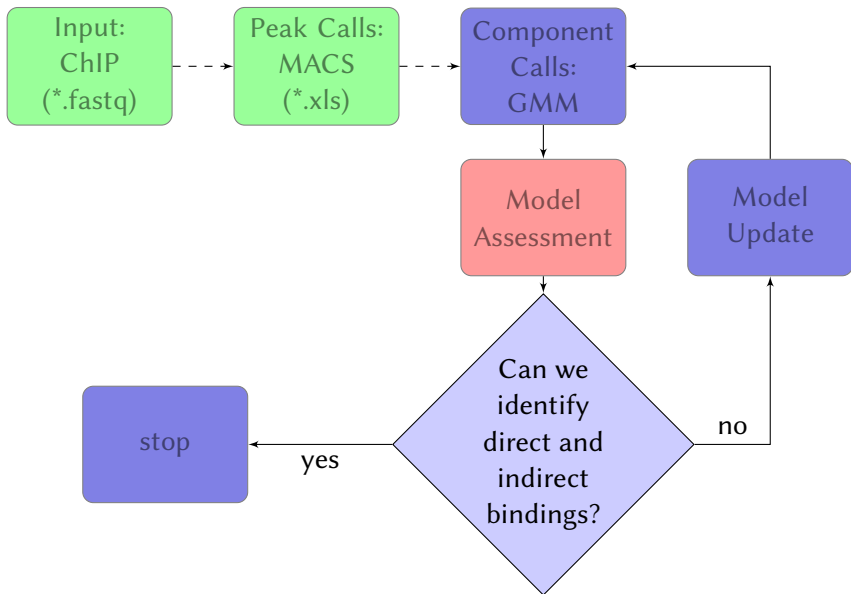 Input:
ChIP
(*.fastq)
Peak Calls:
MACS
(*.xls)
Component
Calls:
GMM
Model
Assessment
Model
Update
Can we
identify
direct and
indirect
bindings?
no
yes
stop